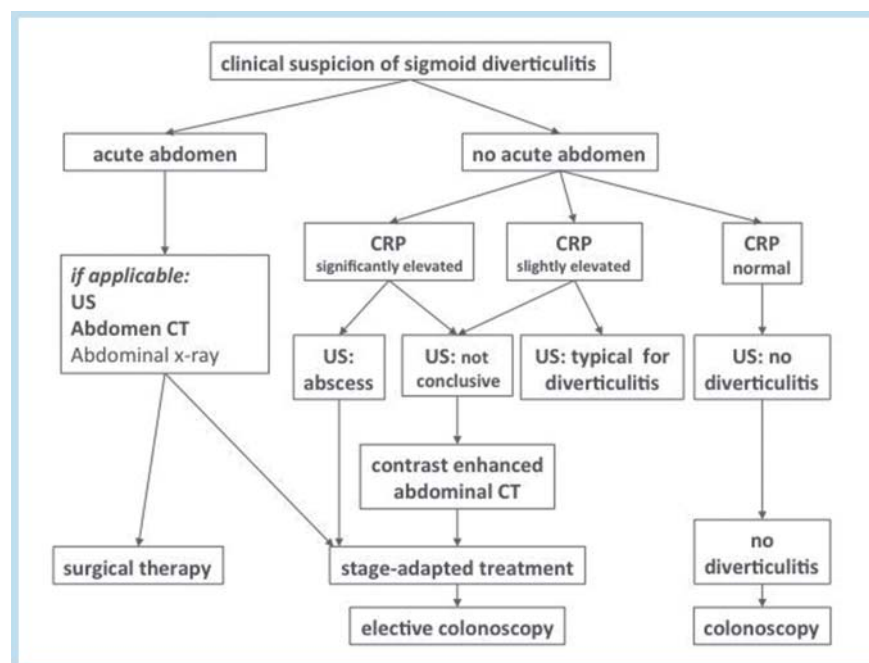 clinical suspicion of sigmoid diverticulitis
acute abdomen
no acute abdomen
CRP
significantly elevated
CRP
slightly elevated
CRP
normal
if applicable:
US
Abdomen CT
Abdominal x-ray
US:
abscess
US: not
conclusive
US: typical for
diverticulitis
US: no
diverticulitis
contrast enhanced
abdominal CT
surgical therapy
stage-adapted treatment
no
diverticulitis
elective colonoscopy
colonoscopy